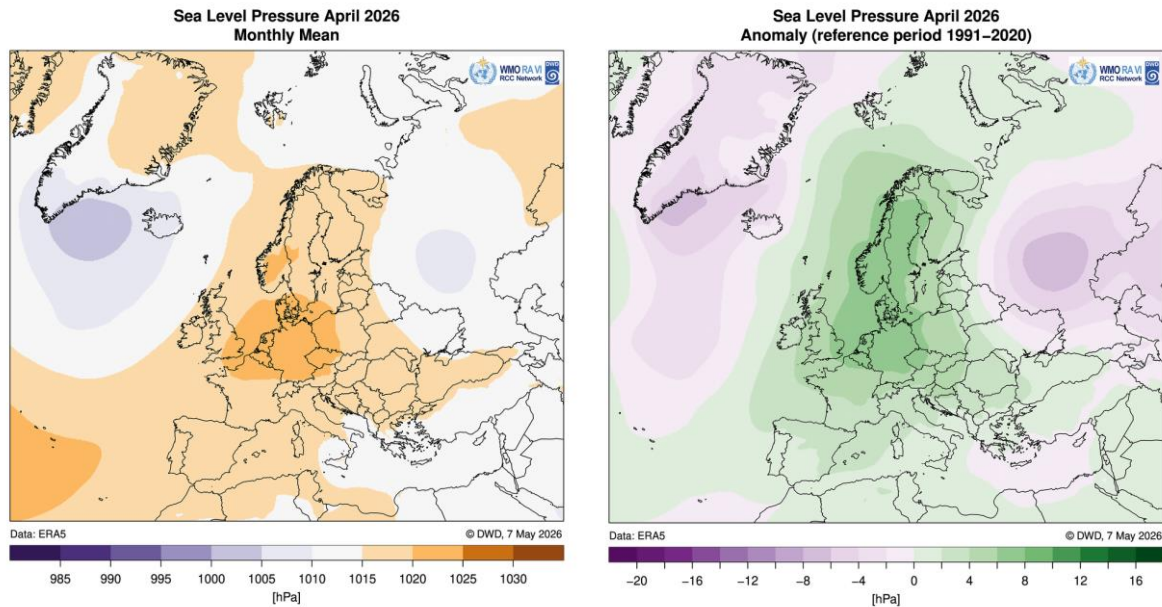 Sea Level Pressure April 2026
Monthly Mean
WMO RA VI
RCC Network
DWD
Data: ERA5
© DWD, 7 May 2026
985 990 995 1000 1005 1010 1015 1020 1025 1030
[hPa]
Sea Level Pressure April 2026
Anomaly (reference period 1991−2020)
WMO RA VI
RCC Network
DWD
Data: ERA5
© DWD, 7 May 2026
−20 −16 −12 −8 −4 0 4 8 12 16
[hPa]